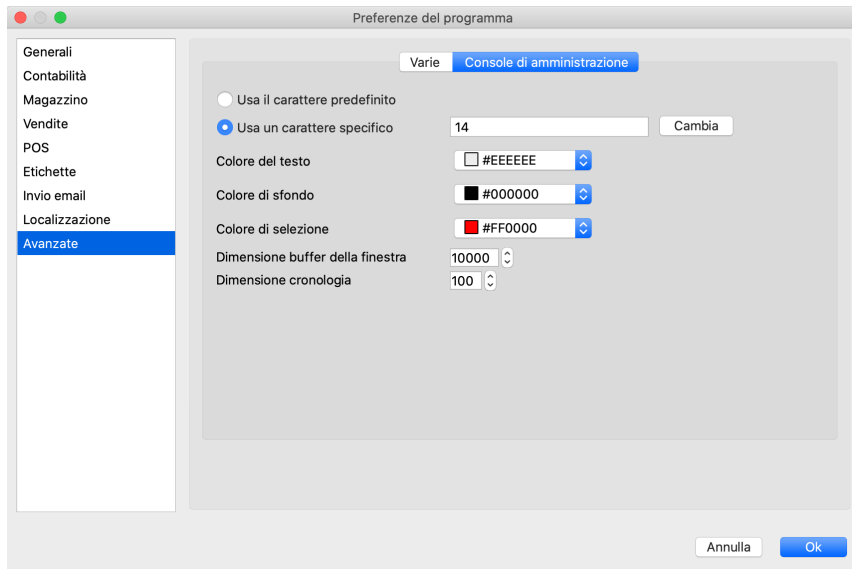 Preferenze del programma
Generali
Contabilità
Magazzino
Vendite
POS
Etichette
Invio email
Localizzazione
Avanzate
Varie Console di amministrazione
Usa il carattere predefinito
Usa un carattere specifico 14 Cambia
Colore del testo #EEEEEE
Colore di sfondo #000000
Colore di selezione #FF0000
Dimensione buffer della finestra 10000
Dimensione cronologia 100
Annulla Ok